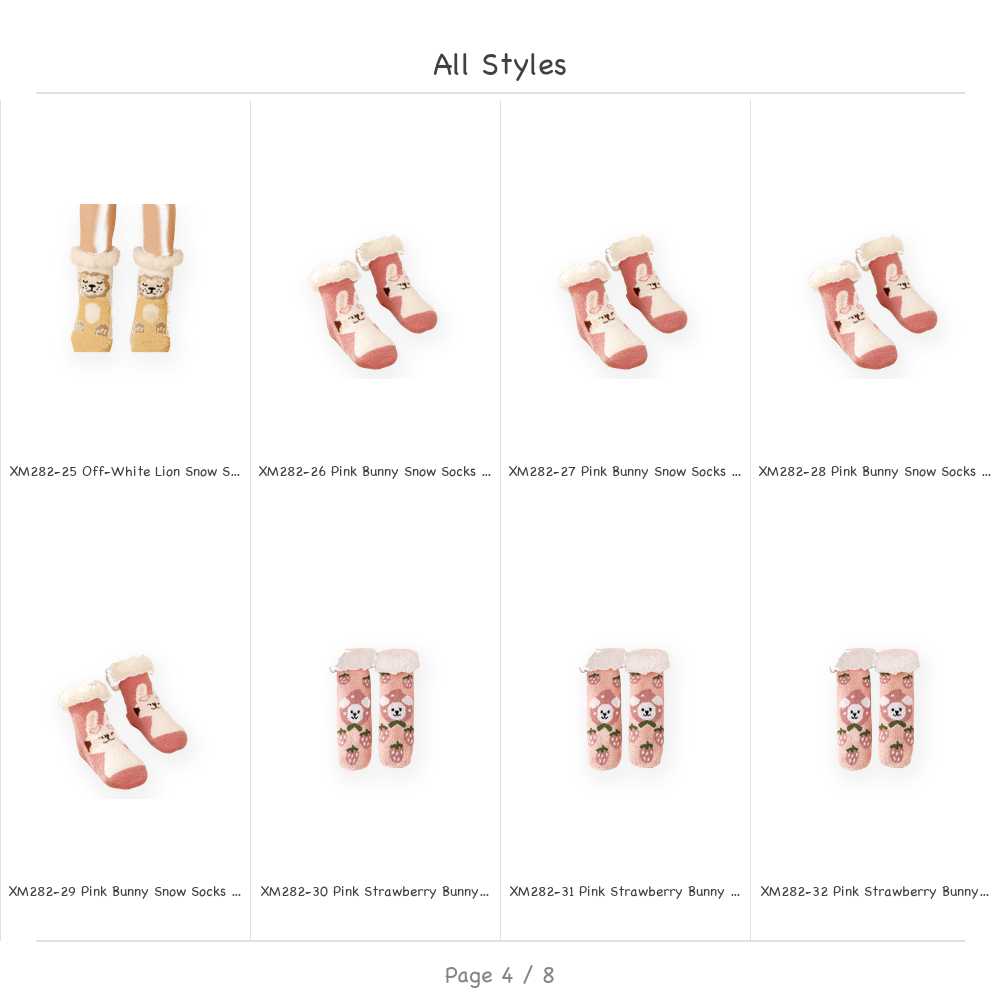 All Styles
XM282-25 Off-White Lion Snow S...
XM282-26 Pink Bunny Snow Socks ...
XM282-27 Pink Bunny Snow Socks ...
XM282-28 Pink Bunny Snow Socks ...
XM282-29 Pink Bunny Snow Socks ...
XM282-30 Pink Strawberry Bunny...
XM282-31 Pink Strawberry Bunny ...
XM282-32 Pink Strawberry Bunny...
Page 4 / 8